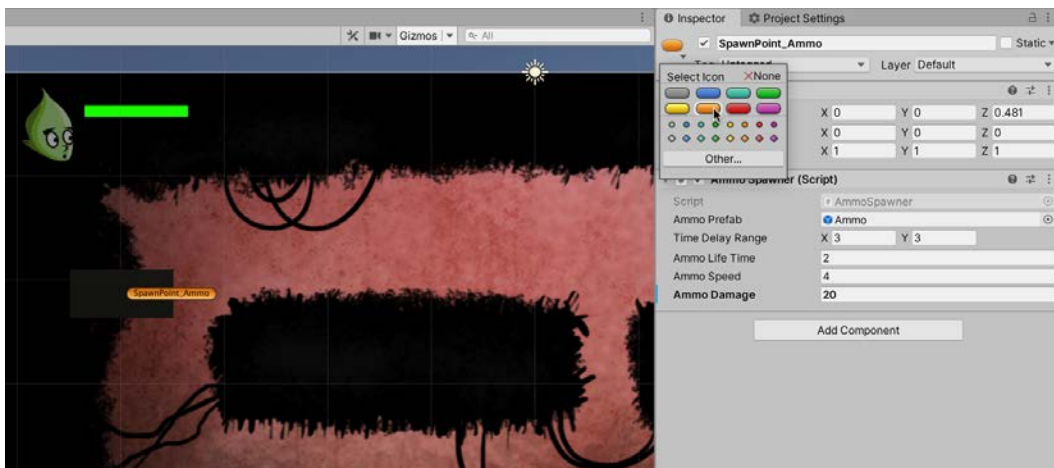 Gizmos
All
SpawnPoint_Ammo
Inspector
Project Settings
SpawnPoint_Ammo
Static
Layer Default
Select Icon
None
Other...
X 0 Y 0 Z 0.481
X 0 Y 0 Z 0
X 1 Y 1 Z 1
Ammo Spawner (Script)
Script AmmoSpawner
Ammo Prefab Ammo
Time Delay Range X 3 Y 3
Ammo Life Time 2
Ammo Speed 4
Ammo Damage 20
Add Component